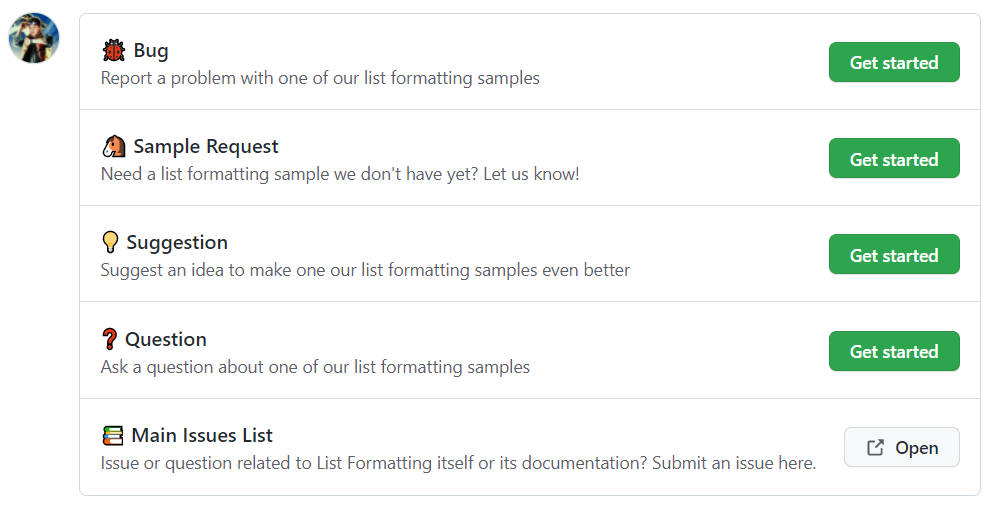 Bug
Report a problem with one of our list formatting samples
Get started
Sample Request
Need a list formatting sample we don't have yet? Let us know!
Get started
Suggestion
Suggest an idea to make one our list formatting samples even better
Get started
Question
Ask a question about one of our list formatting samples
Get started
Main Issues List
Issue or question related to List Formatting itself or its documentation? Submit an issue here.
Open